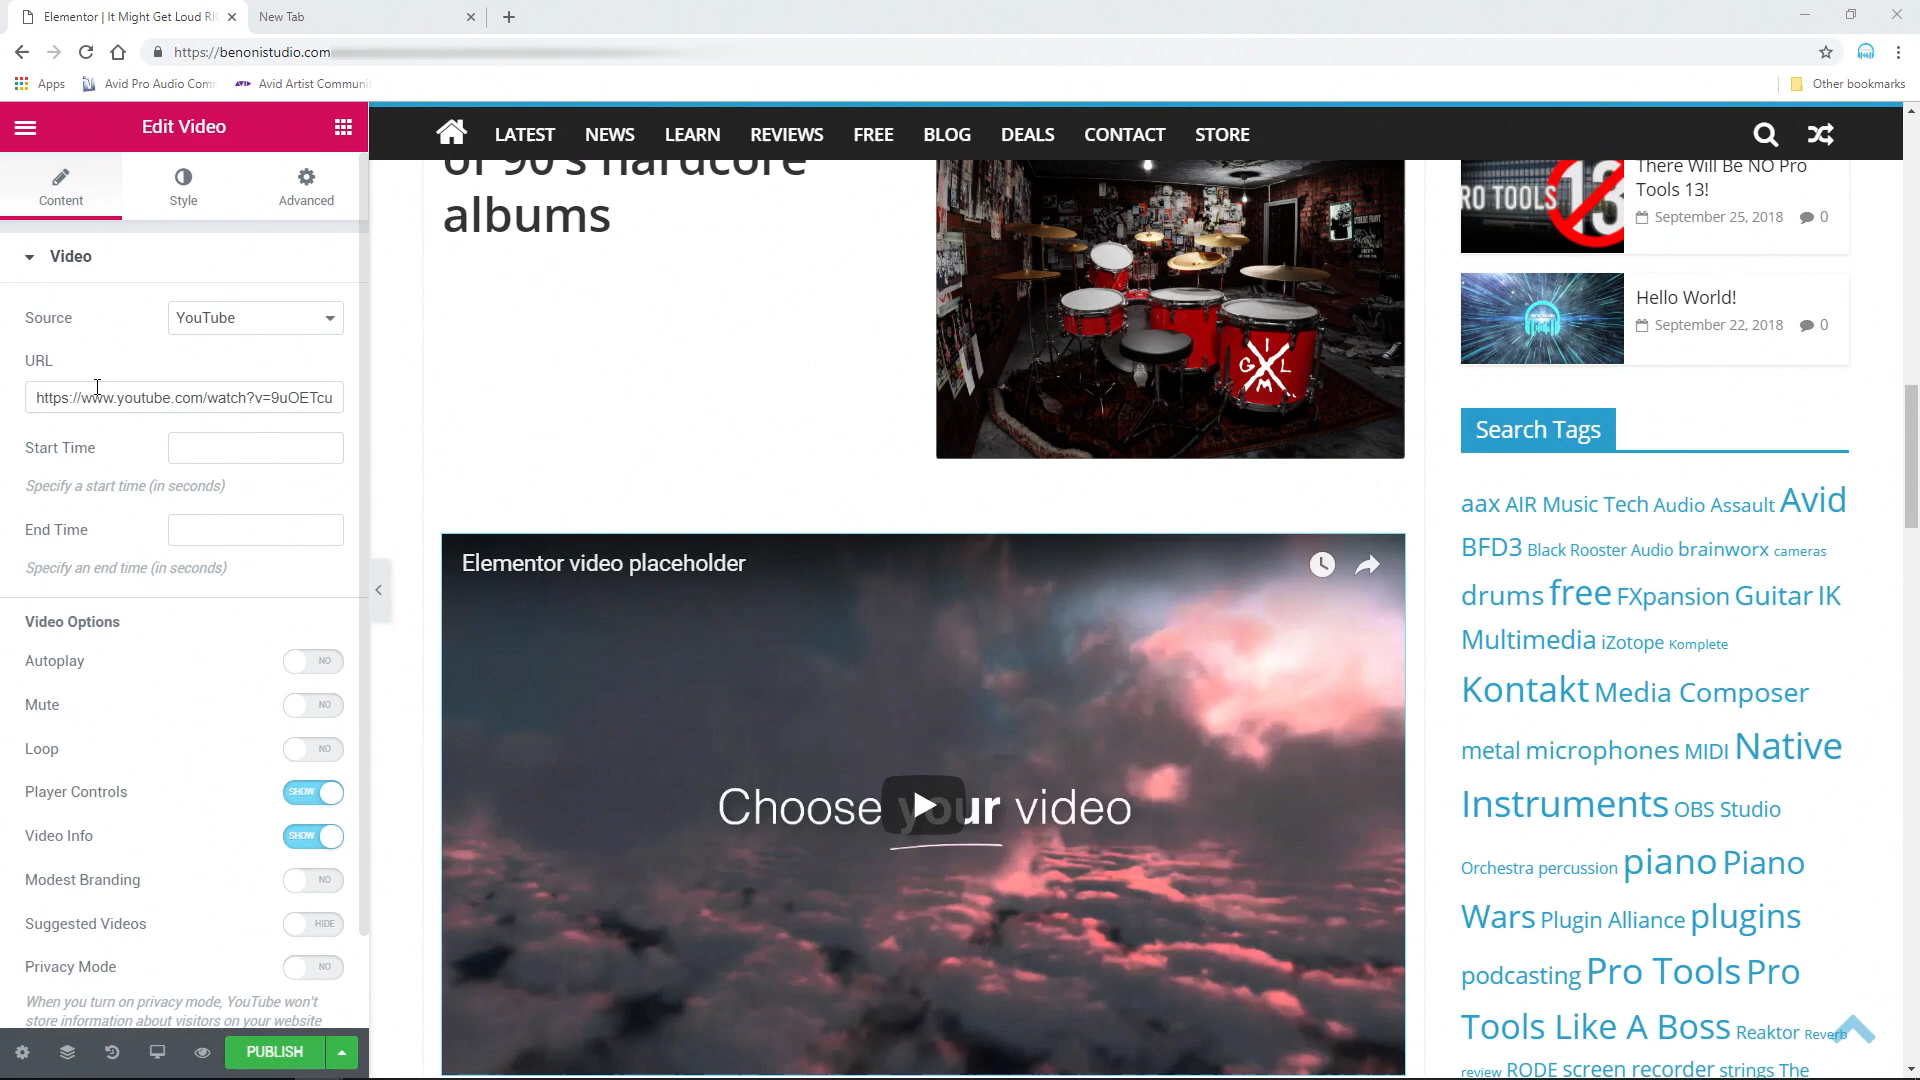 Elementor | It Might Get Loud RI
New Tab
https://benonistudio.com
Apps
Avid Pro Audio Com
Avid Artist Communi
Other bookmarks
Edit Video
Content
Style
Advanced
Video
Source
YouTube
URL
https://www.youtube.com/watch?v=9uOETcu
Start Time
Specify a start time (in seconds)
End Time
Specify an end time (in seconds)
Video Options
Autoplay
NO
Mute
NO
Loop
NO
Player Controls
SHOW
Video Info
SHOW
Modest Branding
NO
Suggested Videos
HIDE
Privacy Mode
NO
When you turn on privacy mode, YouTube won't
store information about visitors on your website
PUBLISH
LATEST NEWS LEARN REVIEWS FREE BLOG DEALS CONTACT STORE
of 90's hardcore
albums
I
G L
M
Elementor video placeholder
Choose your video
RO TOOLS 13
There Will Be NO Pro
Tools 13!
September 25, 2018 0
Hello World!
September 22, 2018 0
Search Tags
aax AIR Music Tech Audio Assault Avid
BFD3 Black Rooster Audio brainworx cameras
drums free FXpansion Guitar IK
Multimedia iZotope Komplete
Kontakt Media Composer
metal microphones MIDI Native
Instruments OBS Studio
Orchestra percussion piano Piano
Wars Plugin Alliance plugins
podcasting Pro Tools Pro
Tools Like A Boss Reaktor Reverb
review RODE screen recorder strings The